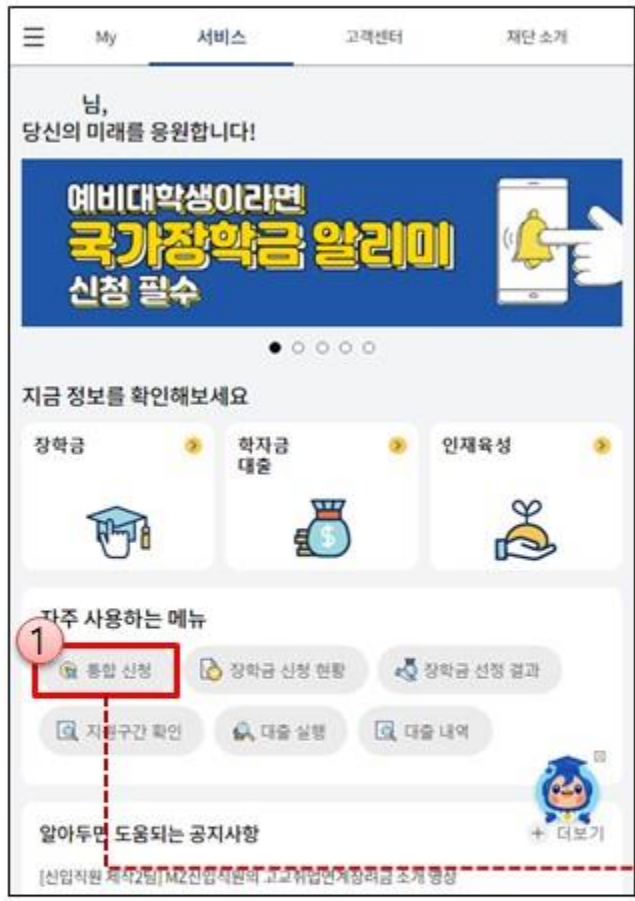 My 서비스 고객센터 재단 소개
님,
당신의 미래를 응원합니다!
예비대학생이라면
국가장학금 알리미
신청 필수
지금 정보를 확인해보세요
장학금 학자금 인재육성
대출
자주 사용하는 메뉴
1
통합 신청 장학금 신청 현황 장학금 선정 결과
지원구간 확인 대출 실행 대출 내역
알아두면 도움되는 공지사항 + 더보기
[신입직원 제작2팀] MZ신입직원의 고교취업연계장려금 소개 영상